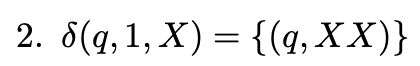 2. δ(q, 1, X) = {(q, XX)}